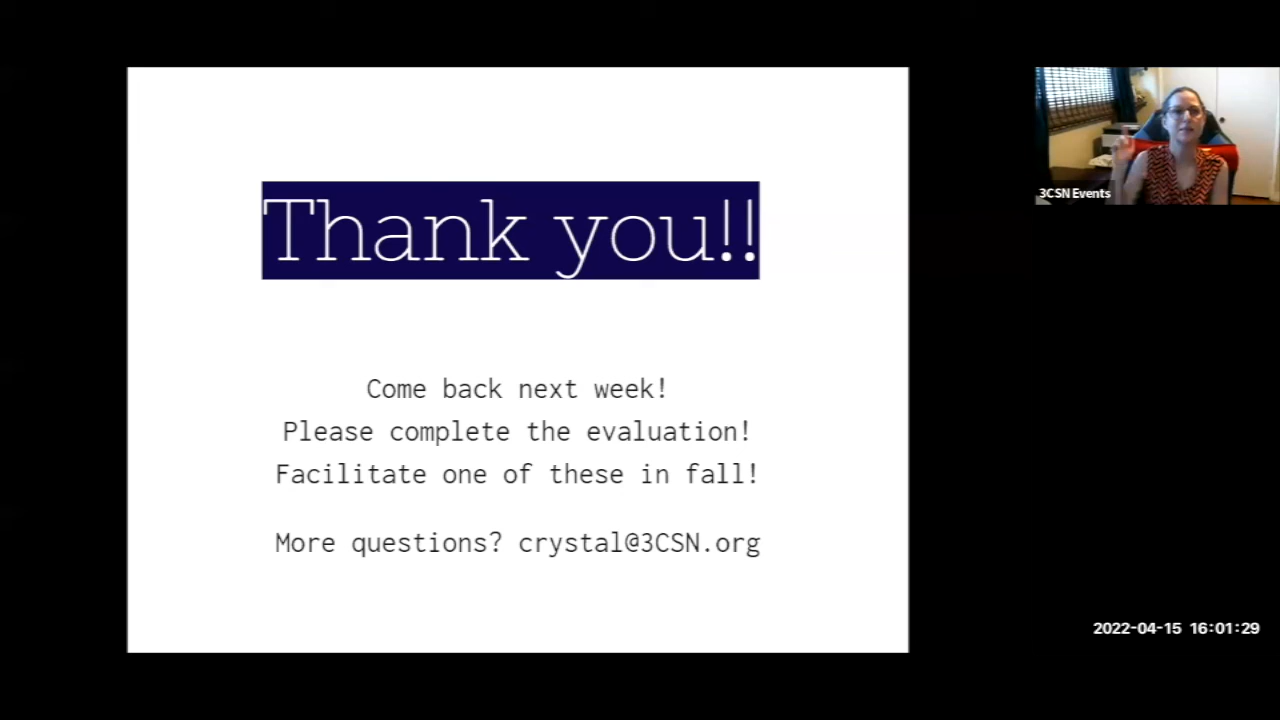 Thank you!!
Come back next week!
Please complete the evaluation!
Facilitate one of these in fall!
More questions? crystal@3CSN.org
3CSN Events
2022-04-15 16:01:29